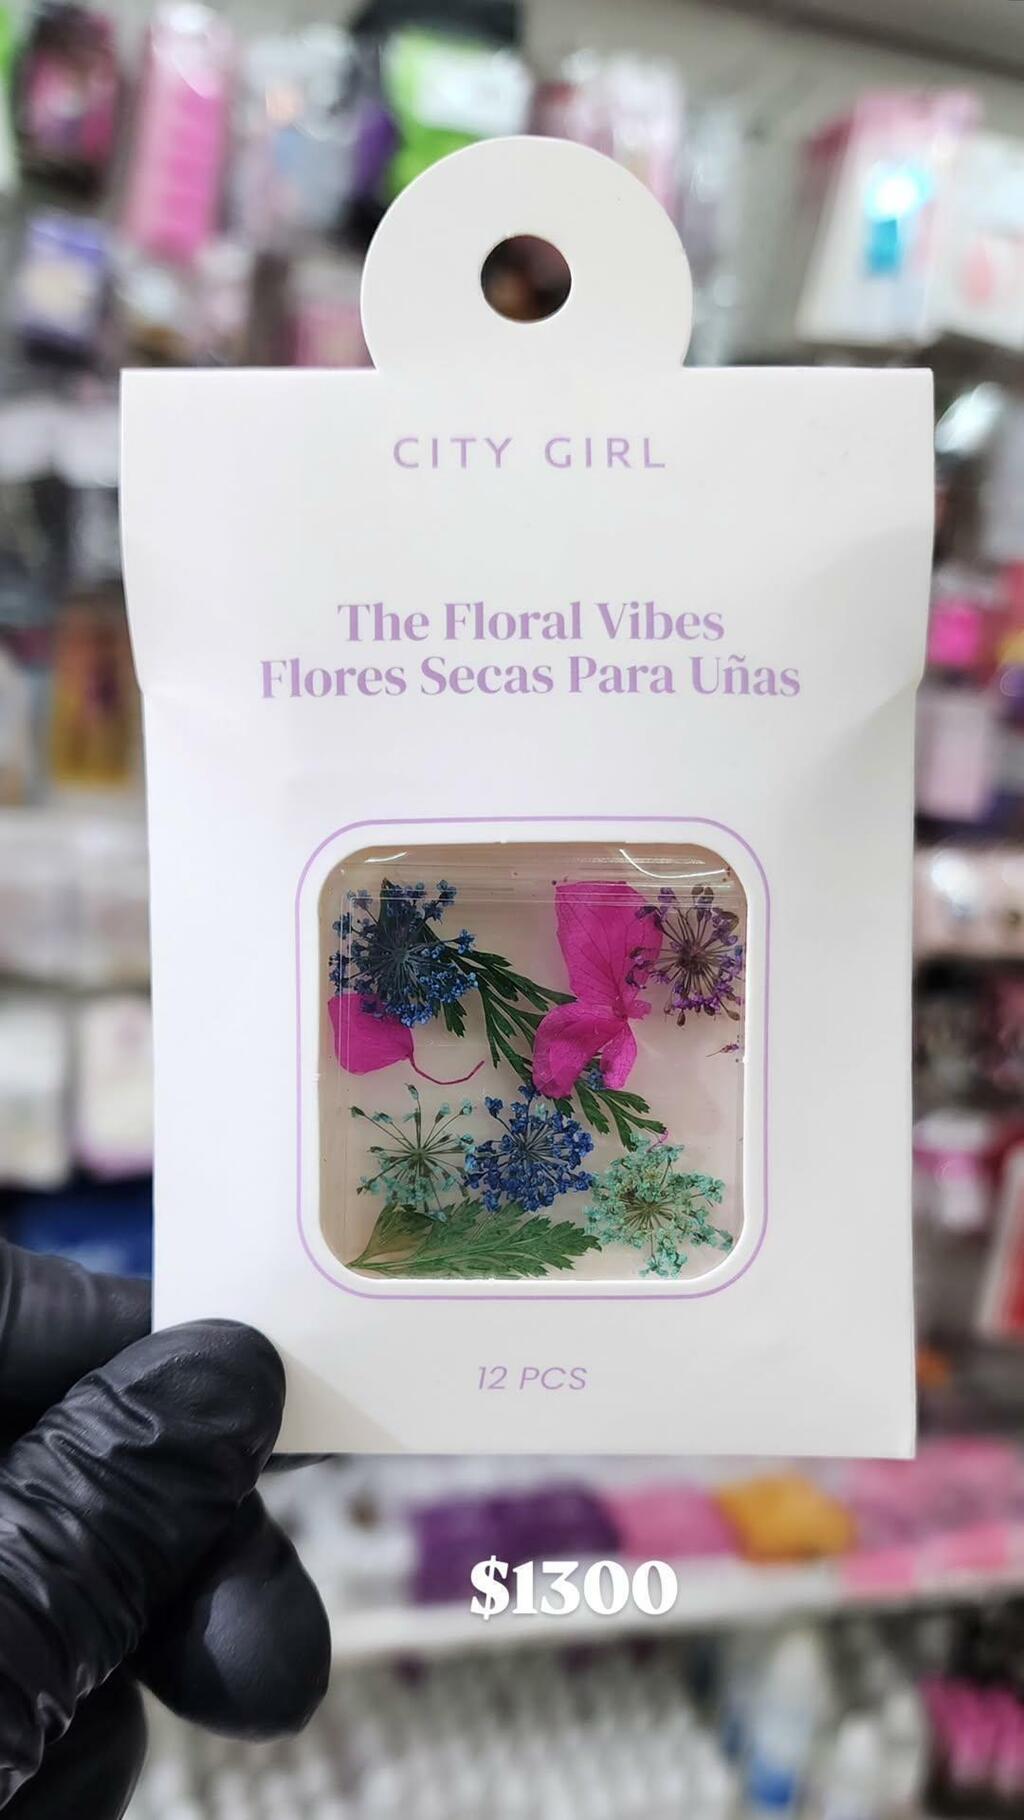 CITY GIRL
The Floral Vibes
Flores Secas Para Uñas
12 PCS
$1300